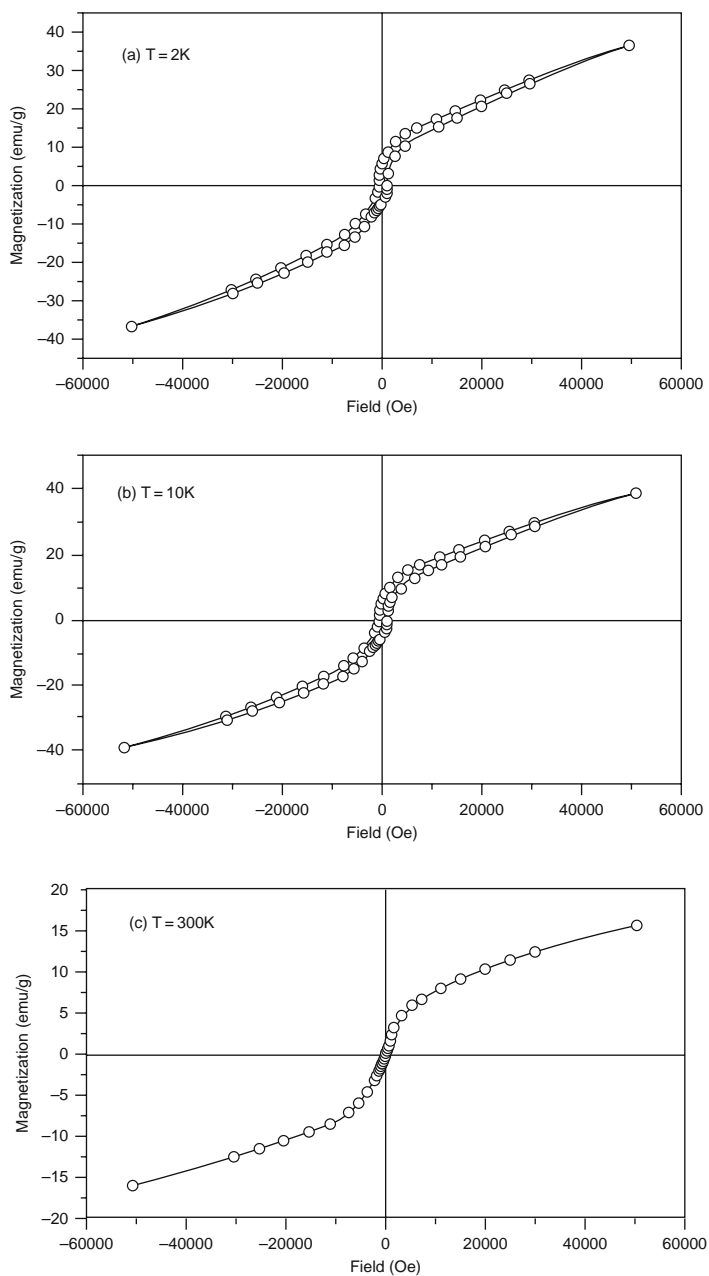 40
30
20
10
0
–10
–20
–30
–40
Magnetization (emu/g)
(a) T = 2K
–60000 –40000 –20000 0 20000 40000 60000
Field (Oe)
40
20
0
–20
–40
Magnetization (emu/g)
(b) T = 10K
–60000 –40000 –20000 0 20000 40000 60000
Field (Oe)
20
15
10
5
0
–5
–10
–15
–20
Magnetization (emu/g)
(c) T = 300K
–60000 –40000 –20000 0 20000 40000 60000
Field (Oe)